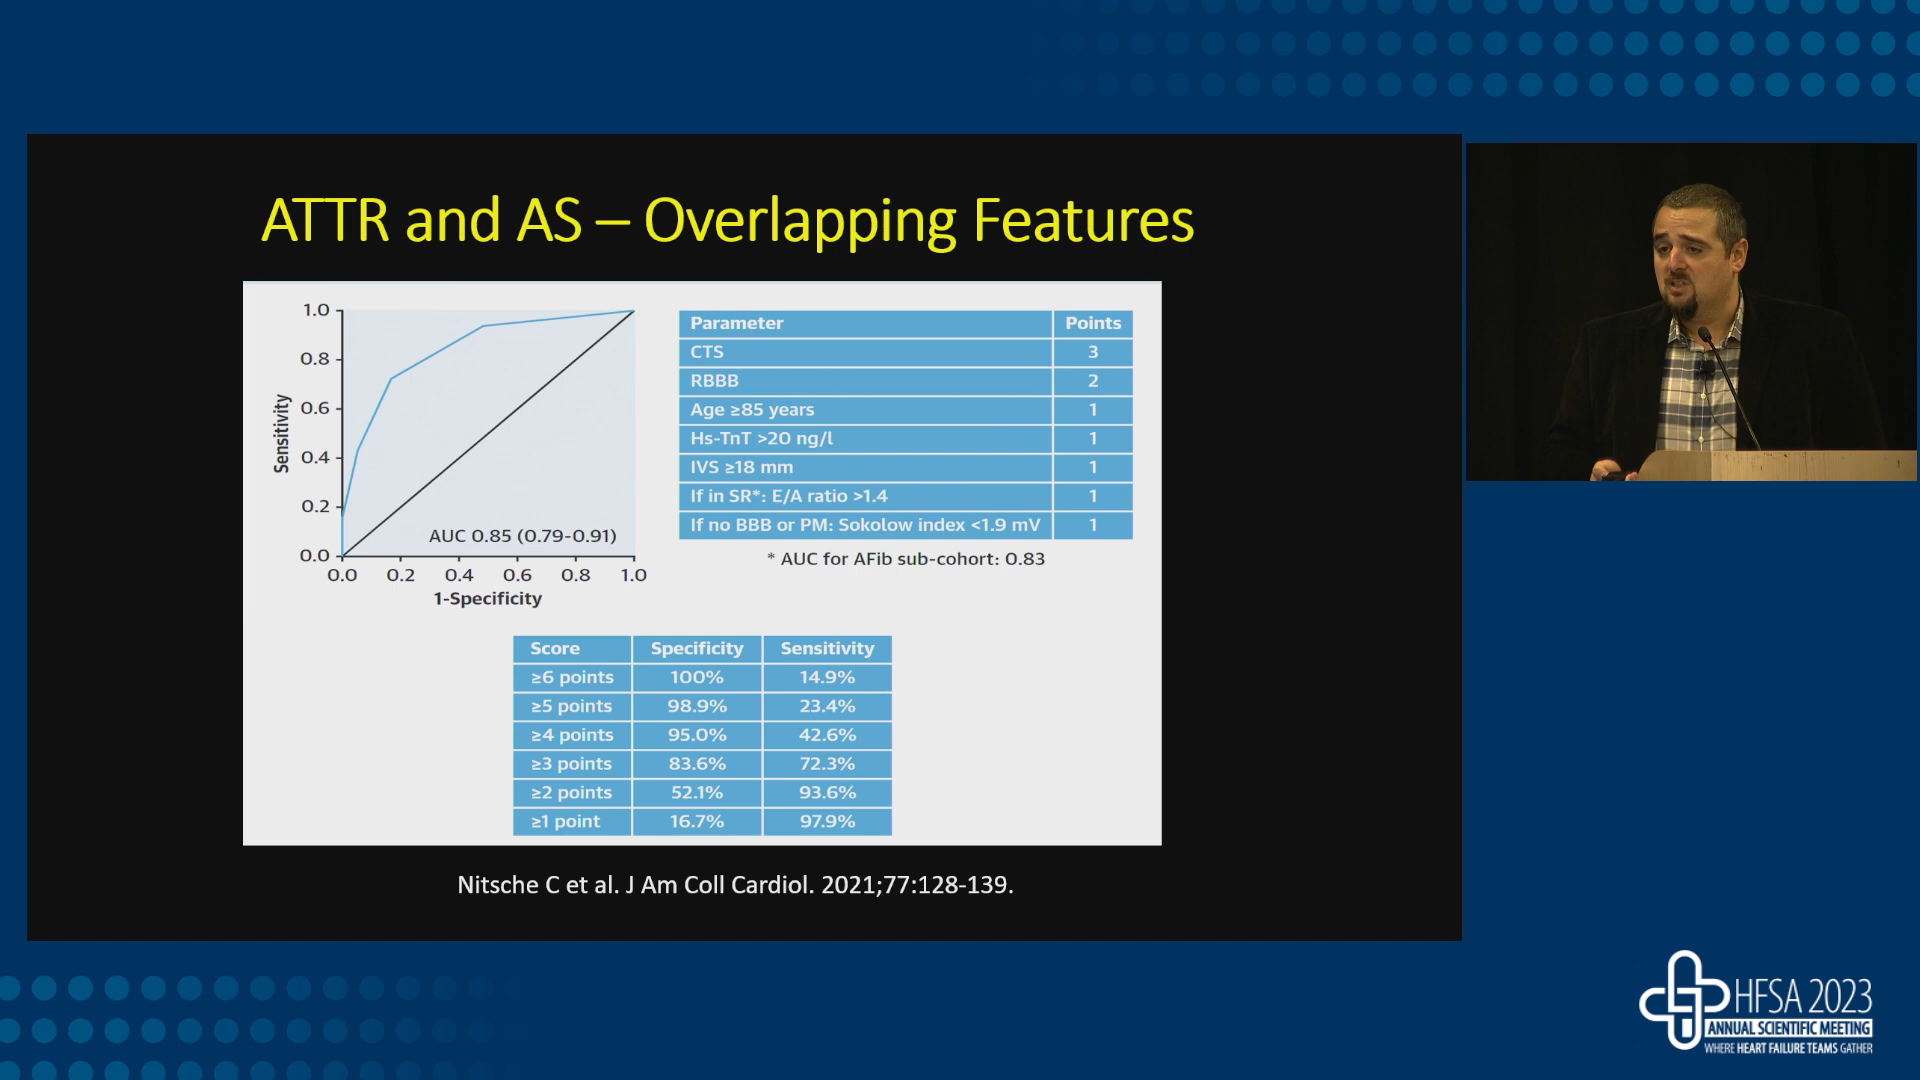 ATTR and AS – Overlapping Features
1.0
0.8
0.6
0.4
0.2
0.0
Sensitivity
AUC 0.85 (0.79-0.91)
0.0 0.2 0.4 0.6 0.8 1.0
1-Specificity
Parameter Points
CTS 3
RBBB 2
Age ≥85 years 1
Hs-TnT >20 ng/l 1
IVS ≥18 mm 1
If in SR*: E/A ratio >1.4 1
If no BBB or PM: Sokolow index <1.9 mV 1
* AUC for AFib sub-cohort: 0.83
Score Specificity Sensitivity
≥6 points 100% 14.9%
≥5 points 98.9% 23.4%
≥4 points 95.0% 42.6%
≥3 points 83.6% 72.3%
≥2 points 52.1% 93.6%
≥1 point 16.7% 97.9%
Nitsche C et al. J Am Coll Cardiol. 2021;77:128-139.
HFSA 2023
ANNUAL SCIENTIFIC MEETING
WHERE HEART FAILURE TEAMS GATHER